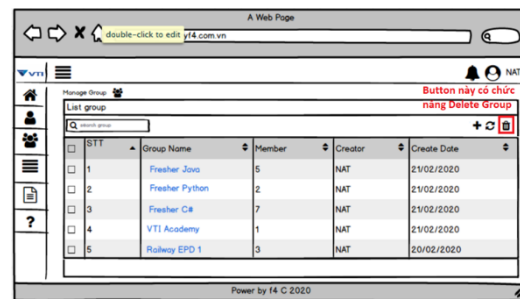 A Web Page
double-click to edit
yf4.com.vn
VTI
NAT
Manage Group
Button này có chức
năng Delete Group
List group
search group
STT Group Name Member Creator Create Date
1 Fresher Java 5 NAT 21/02/2020
2 Fresher Python 2 NAT 21/02/2020
3 Fresher C# 7 NAT 21/02/2020
4 VTI Academy 1 NAT 21/02/2020
5 Railway EPD 1 3 NAT 20/02/2020
?
Power by f4 C 2020